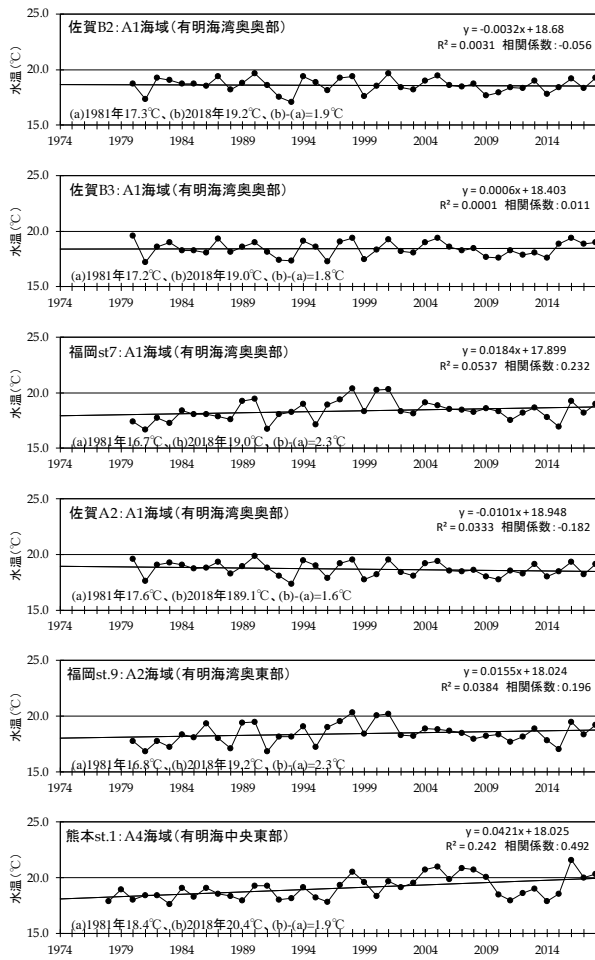 25.0
佐賀B2:A1海域(有明海湾奥奥部)
y = -0.0032x + 18.68
R² = 0.0031 相関係数:-0.056
水温(℃)
20.0
(a)1981年17.3℃、(b)2018年19.2℃、(b)-(a)=1.9℃
15.0
1974 1979 1984 1989 1994 1999 2004 2009 2014
25.0
佐賀B3:A1海域(有明海湾奥奥部)
y = 0.0006x + 18.403
R² = 0.0001 相関係数:0.011
水温(℃)
20.0
(a)1981年17.2℃、(b)2018年19.0℃、(b)-(a)=1.8℃
15.0
1974 1979 1984 1989 1994 1999 2004 2009 2014
25.0
福岡st7:A1海域(有明海湾奥奥部)
y = 0.0184x + 17.899
R² = 0.0537 相関係数:0.232
水温(℃)
20.0
(a)1981年16.7℃、(b)2018年19.0℃、(b)-(a)=2.3℃
15.0
1974 1979 1984 1989 1994 1999 2004 2009 2014
25.0
佐賀A2:A1海域(有明海湾奥奥部)
y = -0.0101x + 18.948
R² = 0.0333 相関係数:-0.182
水温(℃)
20.0
(a)1981年17.6℃、(b)2018年189.1℃、(b)-(a)=1.6℃
15.0
1974 1979 1984 1989 1994 1999 2004 2009 2014
25.0
福岡st.9:A2海域(有明海湾奥東部)
y = 0.0155x + 18.024
R² = 0.0384 相関係数:0.196
水温(℃)
20.0
(a)1981年16.8℃、(b)2018年19.2℃、(b)-(a)=2.3℃
15.0
1974 1979 1984 1989 1994 1999 2004 2009 2014
25.0
熊本st.1:A4海域(有明海中央東部)
y = 0.0421x + 18.025
R² = 0.242 相関係数:0.492
水温(℃)
20.0
(a)1981年18.4℃、(b)2018年20.4℃、(b)-(a)=1.9℃
15.0
1974 1979 1984 1989 1994 1999 2004 2009 2014